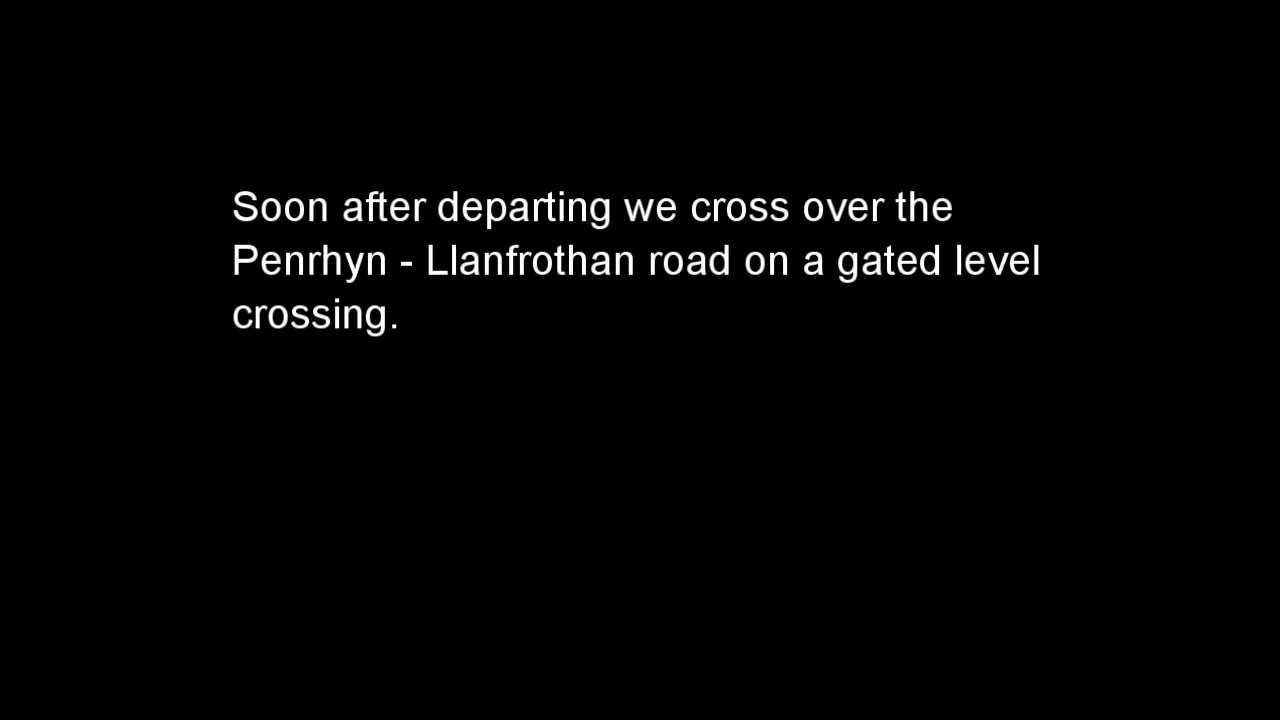 Soon after departing we cross over the
Penrhyn - Llanfrothan road on a gated level
crossing.